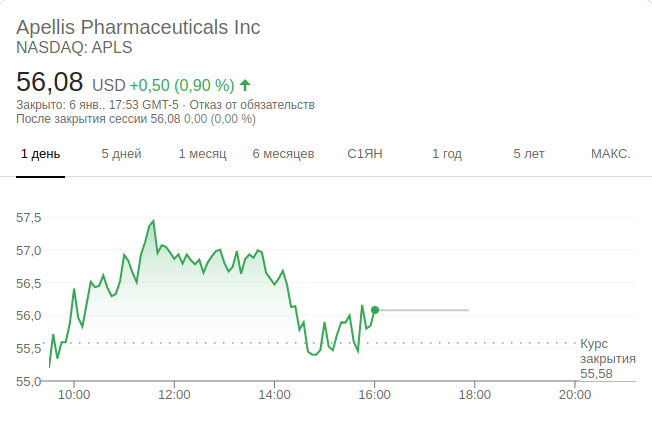 Apellis Pharmaceuticals Inc
NASDAQ: APLS
56,08 USD +0,50 (0,90 %)
Закрыто: 6 янв., 17:53 GMT-5 · Отказ от обязательств
После закрытия сессии 56,08 0,00 (0,00 %)
1 день 5 дней 1 месяц 6 месяцев С1ЯН 1 год 5 лет МАКС.
57,5
57,0
56,5
56,0
55,5
55,0
Курс
закрытия
55,58
10:00 12:00 14:00 16:00 18:00 20:00